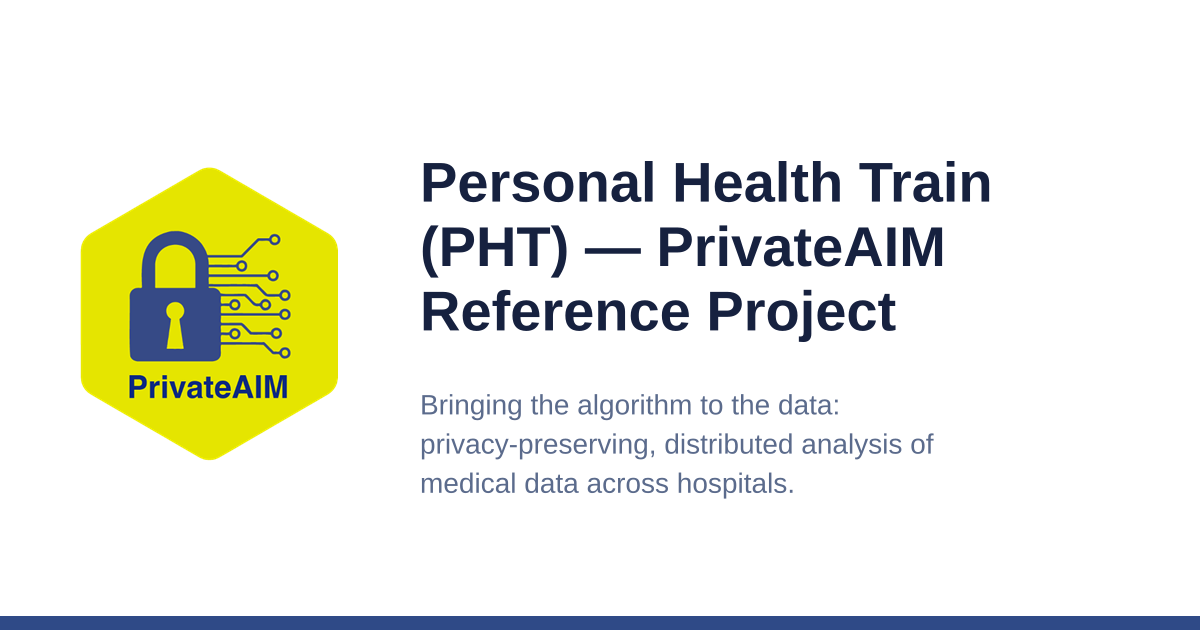 PrivateAIM
Personal Health Train
(PHT) — PrivateAIM
Reference Project
Bringing the algorithm to the data:
privacy-preserving, distributed analysis of
medical data across hospitals.